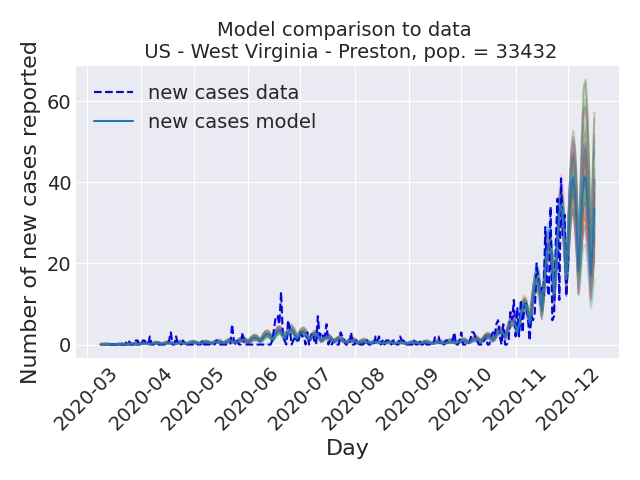 Model comparison to data
US - West Virginia - Preston, pop. = 33432
Number of new cases reported
60
40
20
0
new cases data
new cases model
2020-03
2020-04
2020-05
2020-06
2020-07
2020-08
2020-09
2020-10
2020-11
2020-12
Day